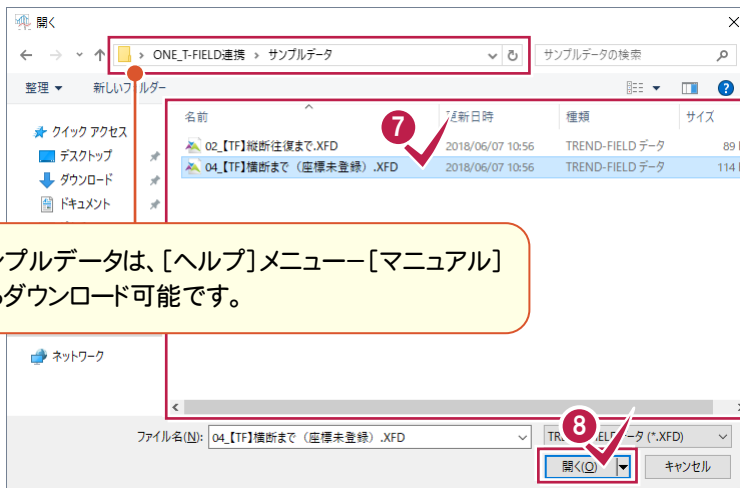 開く
ONE_T-FIELD連携 › サンプルデータ
サンプルデータの検索
整理 新しいフォルダー
名前 更新日時 種類 サイズ
クイック アクセス
デスクトップ
ダウンロード
ドキュメント
02_【TF】縦断往復まで.XFD 2018/06/07 10:56 TREND-FIELD データ 89
04_【TF】横断まで（座標未登録）.XFD 2018/06/07 10:56 TREND-FIELD データ 114
7
ンプルデータは、［ヘルプ］メニュー－［マニュアル］
らダウンロード可能です。
ネットワーク
ファイル名(N): 04_【TF】横断まで（座標未登録）.XFD
(*.XFD)
8
開く(O) キャンセル